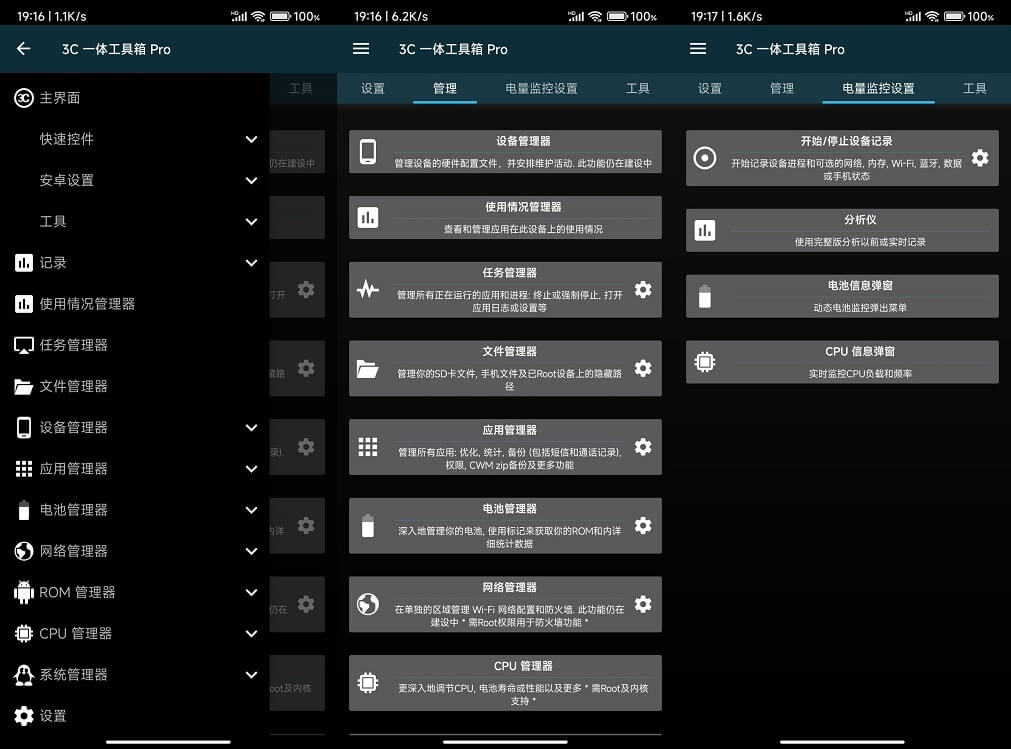 19:16 | 1.1K/s
HD
100%
3C 一体工具箱 Pro
工具
主界面
快速控件
仍在建设中
安卓设置
工具
记录
打开
使用情况管理器
任务管理器
藏路
文件管理器
设备管理器
录),
应用管理器
电池管理器
内详
网络管理器
ROM 管理器
仍在
CPU 管理器
系统管理器
oot及内核
设置
19:16 | 6.2K/s
HD
100%
3C 一体工具箱 Pro
设置
管理
电量监控设置
工具
设备管理器
管理设备的硬件配置文件，并安排维护活动. 此功能仍在建设中
使用情况管理器
查看和管理应用在此设备上的使用情况
任务管理器
管理所有正在运行的应用和进程: 终止或强制停止, 打开
应用日志或设置等
文件管理器
管理你的SD卡文件, 手机文件及已Root设备上的隐藏路
径
应用管理器
管理所有应用: 优化, 统计, 备份 (包括短信和通话记录),
权限, CWM zip备份及更多功能
电池管理器
深入地管理你的电池, 使用标记来获取你的ROM和内详
细统计数据
网络管理器
在单独的区域管理 Wi-Fi 网络配置和防火墙. 此功能仍在
建设中 * 需Root权限用于防火墙功能 *
CPU 管理器
更深入地调节CPU, 电池寿命或性能以及更多 * 需Root及内核
支持 *
19:17 | 1.6K/s
HD
100%
3C 一体工具箱 Pro
设置
管理
电量监控设置
工具
开始/停止设备记录
开始记录设备进程和可选的网络, 内存, Wi-Fi, 蓝牙, 数据
或手机状态
分析仪
使用完整版分析以前或实时记录
电池信息弹窗
动态电池监控弹出菜单
CPU 信息弹窗
实时监控CPU负载和频率